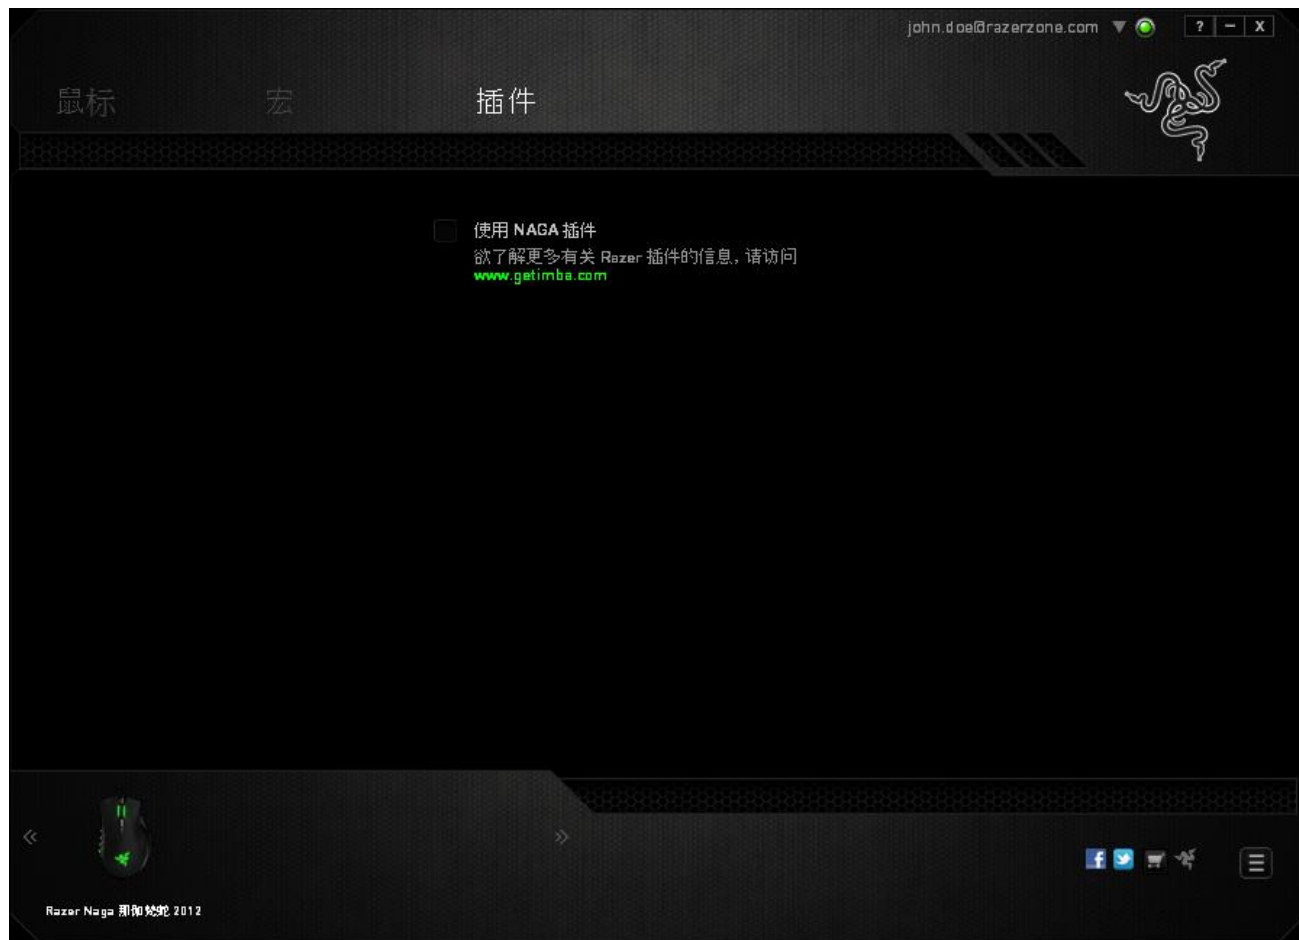 john.doe@razerzone.com
? – X
鼠标 宏 插件
使用 NAGA 插件
欲了解更多有关 Razer 插件的信息, 请访问
www.getimba.com
Razer Naga 那伽梵蛇 2012